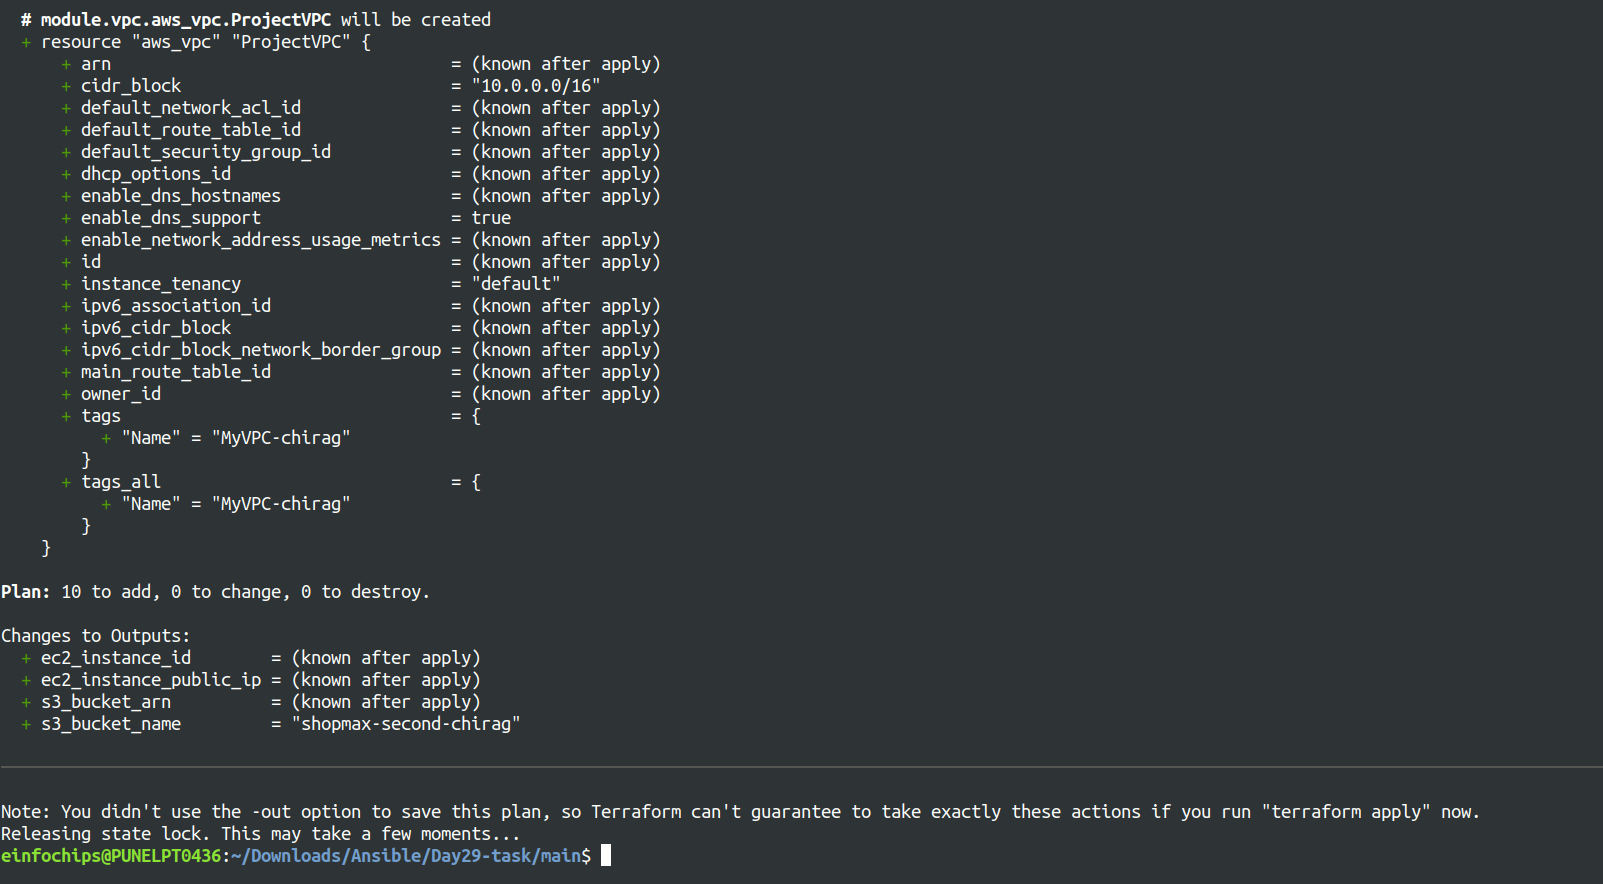 # module.vpc.aws_vpc.ProjectVPC will be created
+ resource "aws_vpc" "ProjectVPC" {
+ arn = (known after apply)
+ cidr_block = "10.0.0.0/16"
+ default_network_acl_id = (known after apply)
+ default_route_table_id = (known after apply)
+ default_security_group_id = (known after apply)
+ dhcp_options_id = (known after apply)
+ enable_dns_hostnames = (known after apply)
+ enable_dns_support = true
+ enable_network_address_usage_metrics = (known after apply)
+ id = (known after apply)
+ instance_tenancy = "default"
+ ipv6_association_id = (known after apply)
+ ipv6_cidr_block = (known after apply)
+ ipv6_cidr_block_network_border_group = (known after apply)
+ main_route_table_id = (known after apply)
+ owner_id = (known after apply)
+ tags = {
+ "Name" = "MyVPC-chirag"
}
+ tags_all = {
+ "Name" = "MyVPC-chirag"
}
}
Plan: 10 to add, 0 to change, 0 to destroy.
Changes to Outputs:
+ ec2_instance_id = (known after apply)
+ ec2_instance_public_ip = (known after apply)
+ s3_bucket_arn = (known after apply)
+ s3_bucket_name = "shopmax-second-chirag"
Note: You didn't use the -out option to save this plan, so Terraform can't guarantee to take exactly these actions if you run "terraform apply" now.
Releasing state lock. This may take a few moments...
einfochips@PUNELPT0436:~/Downloads/Ansible/Day29-task/main$